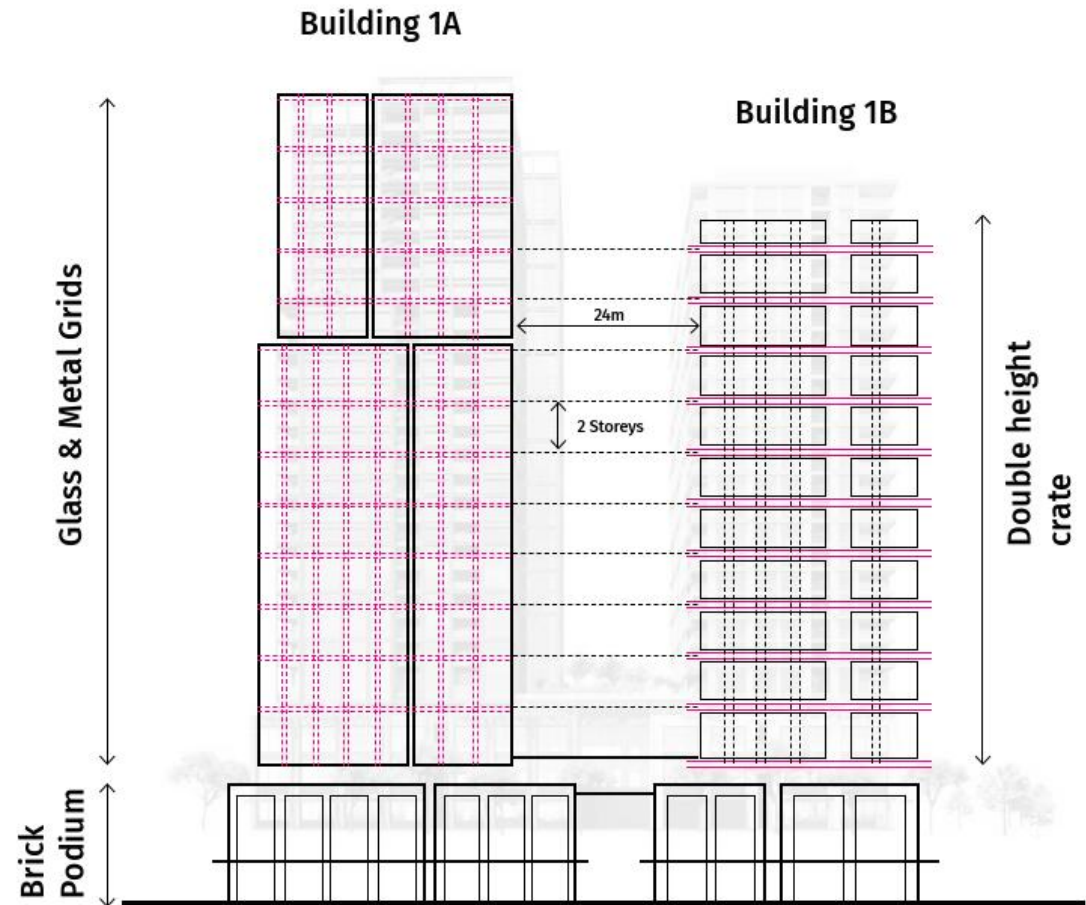 Building 1A
Building 1B
Glass & Metal Grids
24m
2 Storeys
Double height
crate
Brick
Podium